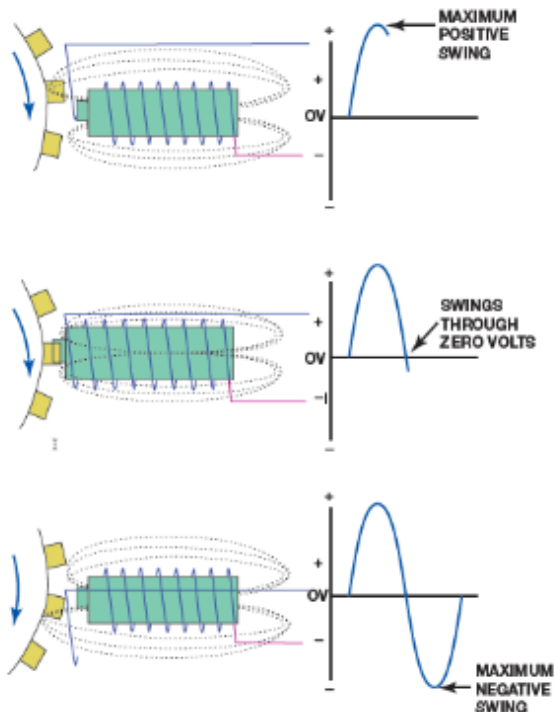 +
MAXIMUM
POSITIVE
SWING
+
OV
–
–
+
+
SWINGS
THROUGH
ZERO VOLTS
OV
–
–
+
+
OV
–
MAXIMUM
NEGATIVE
SWING
–